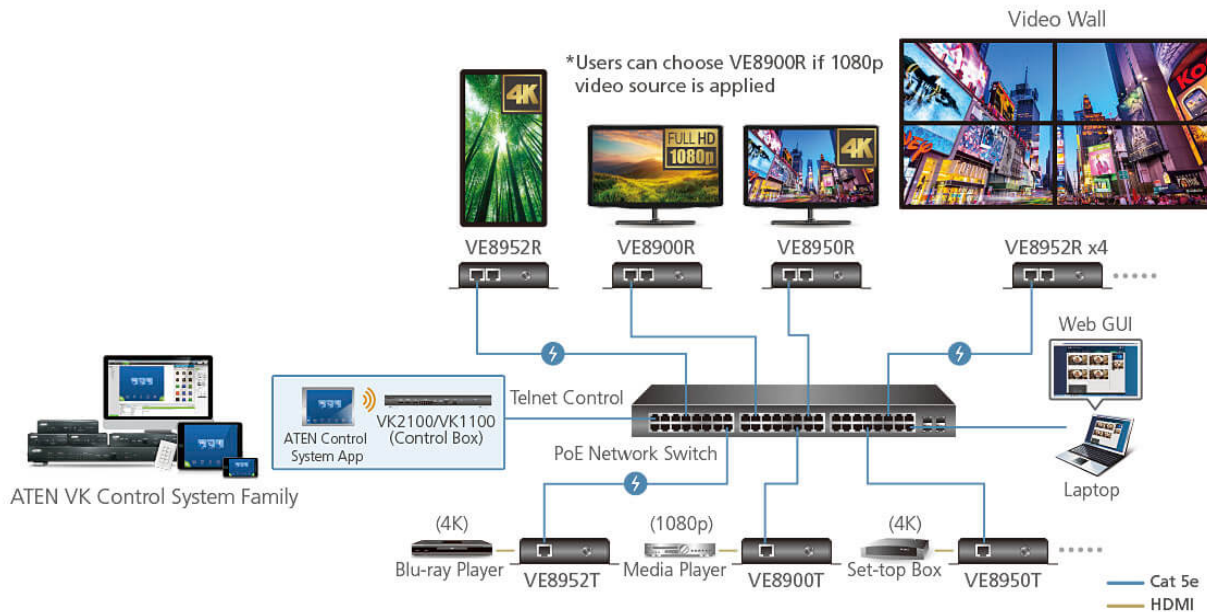 Video Wall
*Users can choose VE8900R if 1080p
video source is applied
4K
FULL HD
1080p
4K
VE8952R
VE8900R
VE8950R
VE8952R x4
Web GUI
Telnet Control
VK2100/VK1100
(Control Box)
ATEN Control
System App
PoE Network Switch
Laptop
ATEN VK Control System Family
(4K)
(1080p)
(4K)
Blu-ray Player
VE8952T
Media Player
VE8900T
Set-top Box
VE8950T
Cat 5e
HDMI